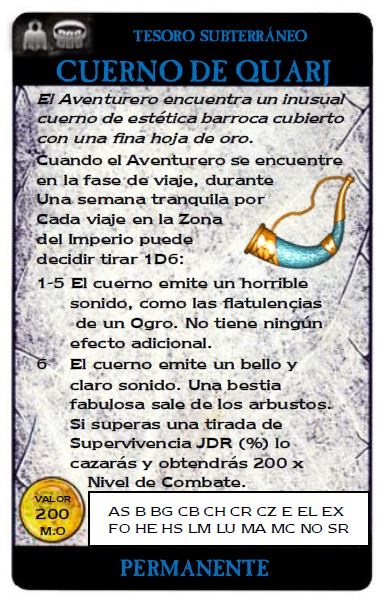 TESORO SUBTERRÁNEO
CUERNO DE QUARJ
El Aventurero encuentra un inusual
cuerno de estética barroca cubierto
con una fina hoja de oro.
Cuando el Aventurero se encuentre
en la fase de viaje, durante
Una semana tranquila por
Cada viaje en la Zona
del Imperio puede
decidir tirar 1D6:
1-5 El cuerno emite un horrible
sonido, como las flatulencias
de un Ogro. No tiene ningún
efecto adicional.
6 El cuerno emite un bello y
claro sonido. Una bestia
fabulosa sale de los arbustos.
Si superas una tirada de
Supervivencia JDR (%) lo
cazarás y obtendrás 200 x
Nivel de Combate.
VALOR
200
M.O
AS B BG CB CH CR CZ E EL EX
FO HE HS LM LU MA MC NO SR
PERMANENTE